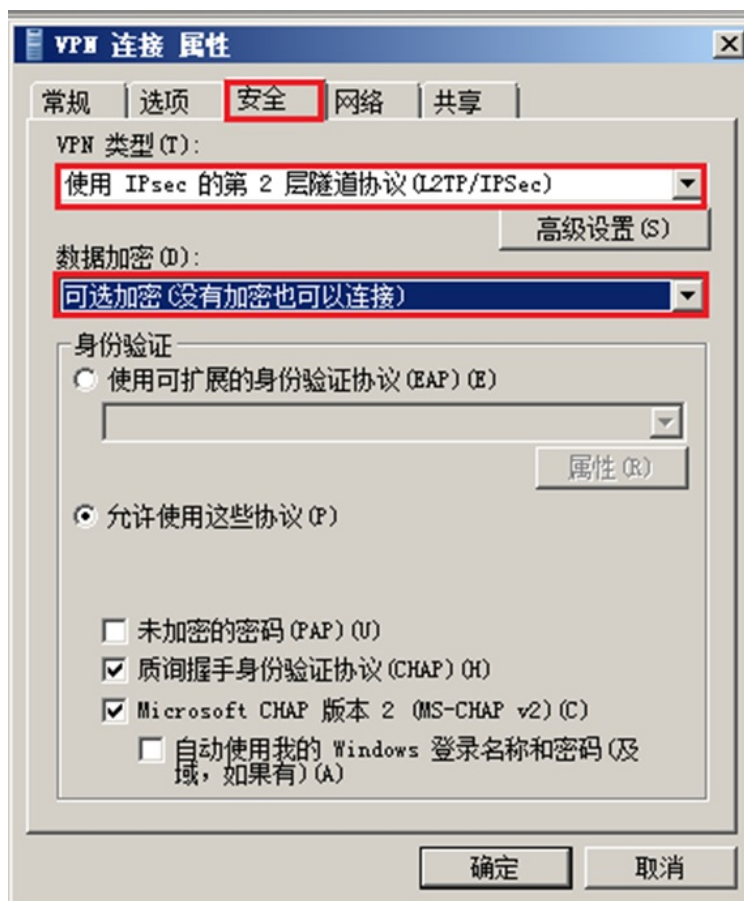 VPN 连接 属性
常规 选项 安全 网络 共享
VPN 类型(T):
使用 IPsec 的第 2 层隧道协议(L2TP/IPSec)
高级设置(S)
数据加密(D):
可选加密(没有加密也可以连接)
身份验证
使用可扩展的身份验证协议(EAP)(E)
属性(R)
允许使用这些协议(P)
未加密的密码(PAP)(U)
质询握手身份验证协议(CHAP)(H)
Microsoft CHAP 版本 2 (MS-CHAP v2)(C)
自动使用我的 Windows 登录名称和密码(及
域，如果有)(A)
确定 取消